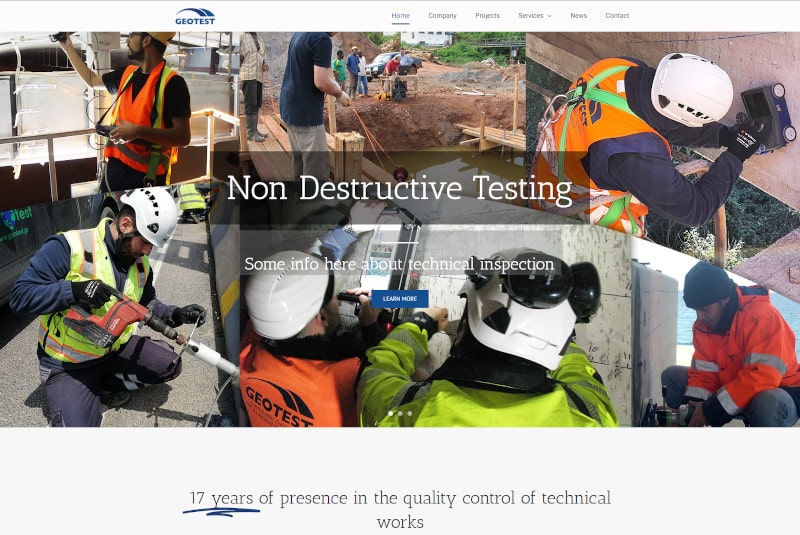 GEOTEST
Home Company Projects Services News Contact
Non Destructive Testing
Some info here about technical inspection
LEARN MORE
GEOTEST
17 years of presence in the quality control of technical
works